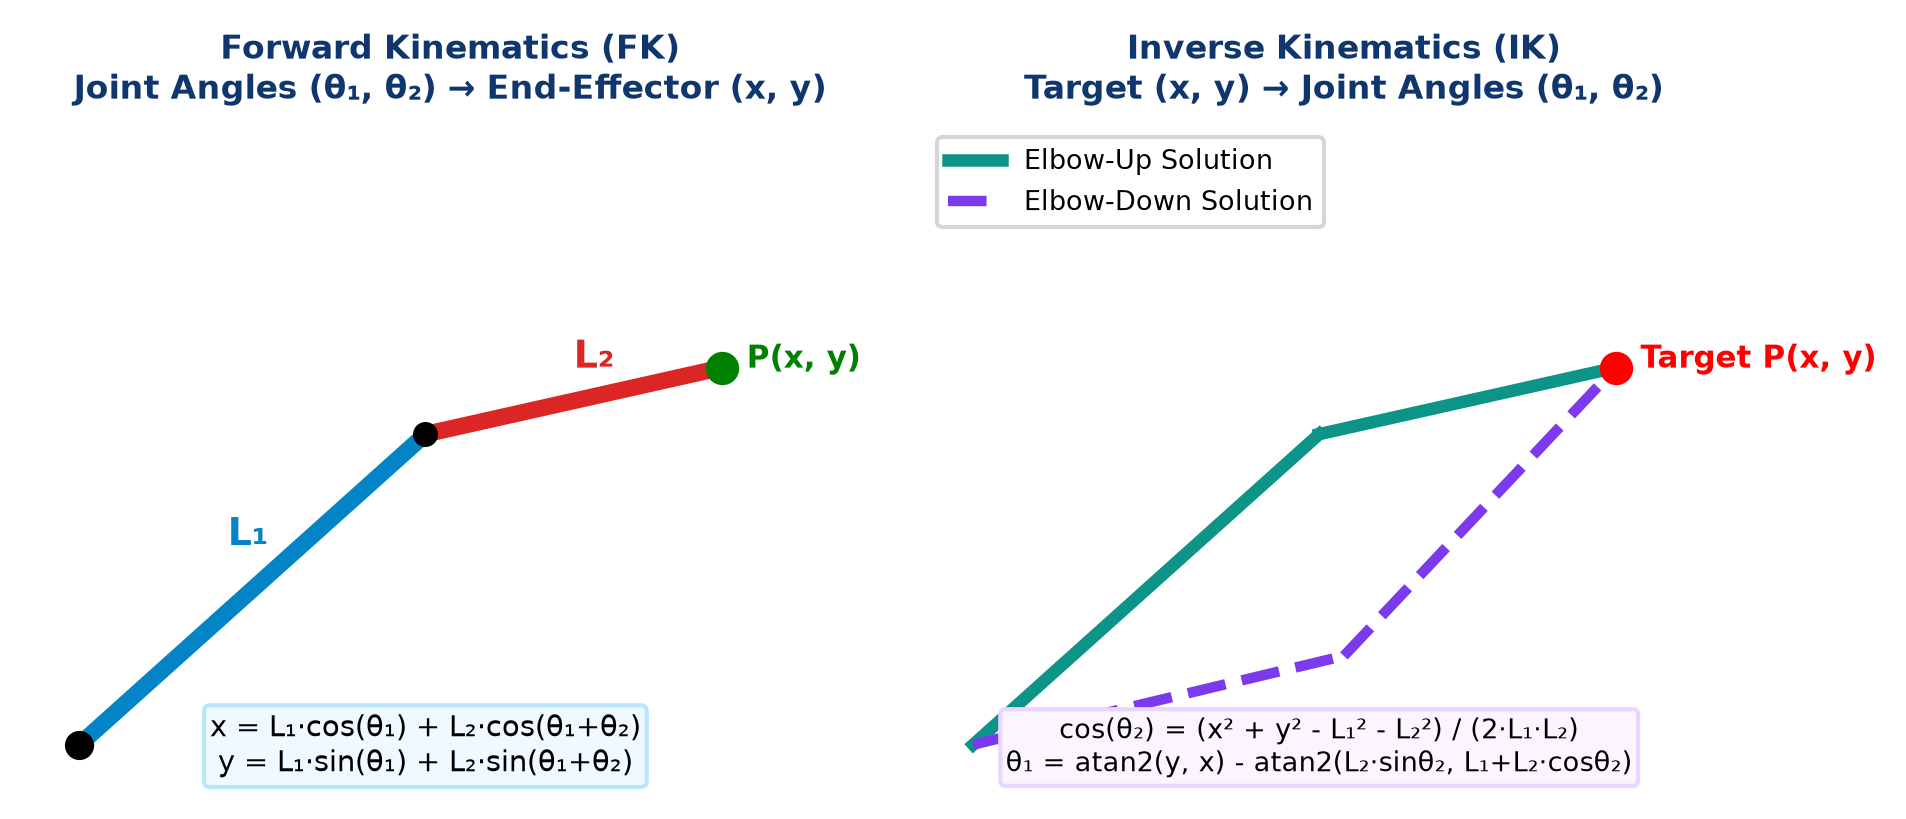 Forward Kinematics (FK)
Joint Angles (θ₁, θ₂) → End-Effector (x, y)
L₂
P(x, y)
L₁
x = L₁·cos(θ₁) + L₂·cos(θ₁+θ₂)
y = L₁·sin(θ₁) + L₂·sin(θ₁+θ₂)
Inverse Kinematics (IK)
Target (x, y) → Joint Angles (θ₁, θ₂)
Elbow-Up Solution
Elbow-Down Solution
Target P(x, y)
cos(θ₂) = (x² + y² - L₁² - L₂²) / (2·L₁·L₂)
θ₁ = atan2(y, x) - atan2(L₂·sinθ₂, L₁+L₂·cosθ₂)